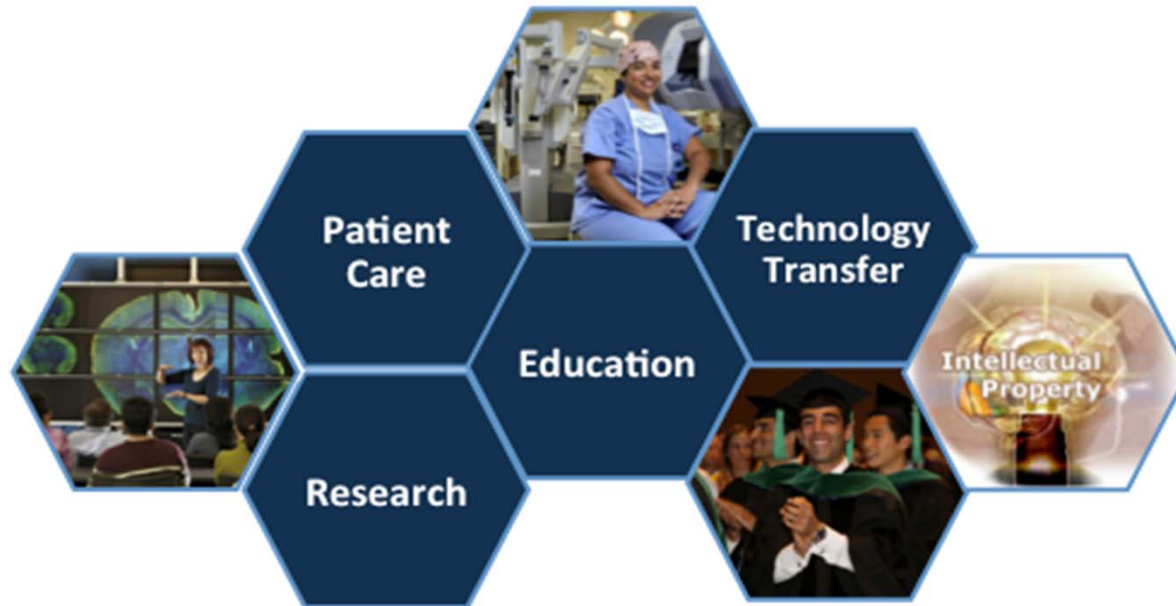 Patient
Care
Technology
Transfer
Education
Intellectual
Property
Research